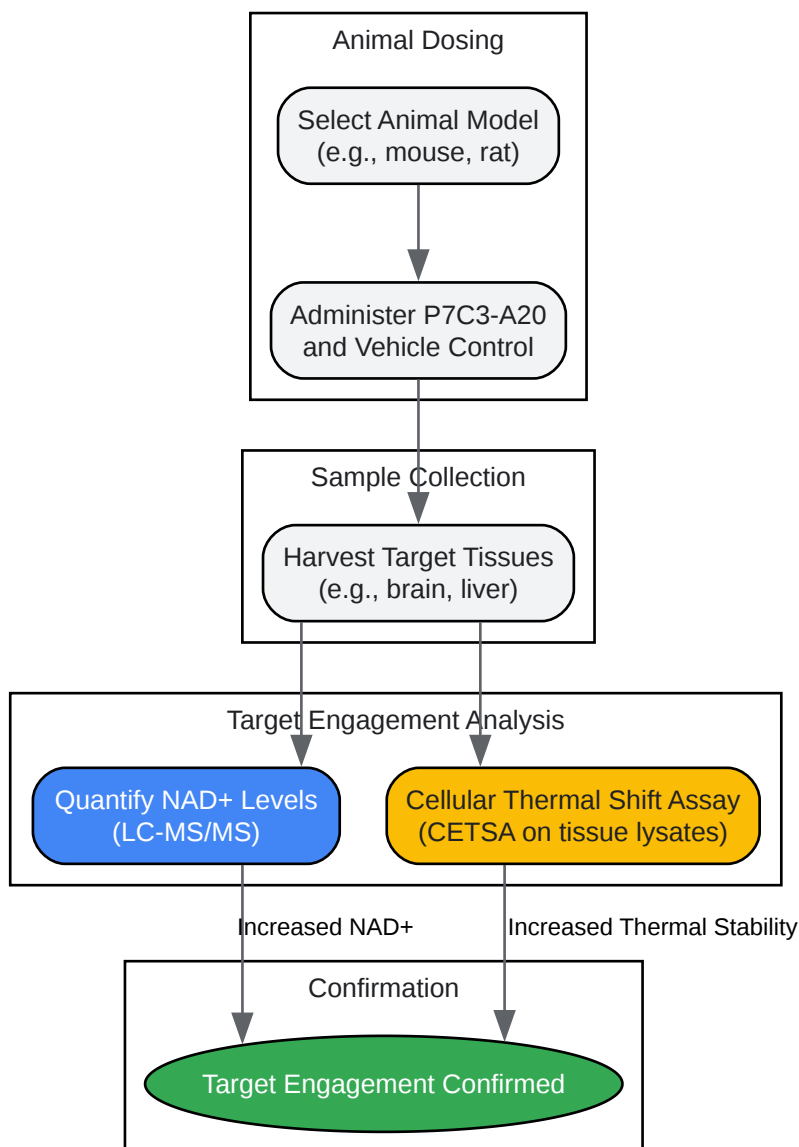 Animal Dosing
Select Animal Model
(e.g., mouse, rat)
Administer P7C3-A20
and Vehicle Control
Sample Collection
Harvest Target Tissues
(e.g., brain, liver)
Target Engagement Analysis
Quantify NAD+ Levels
(LC-MS/MS)
Cellular Thermal Shift Assay
(CETSA on tissue lysates)
Increased NAD+
Increased Thermal Stability
Confirmation
Target Engagement Confirmed